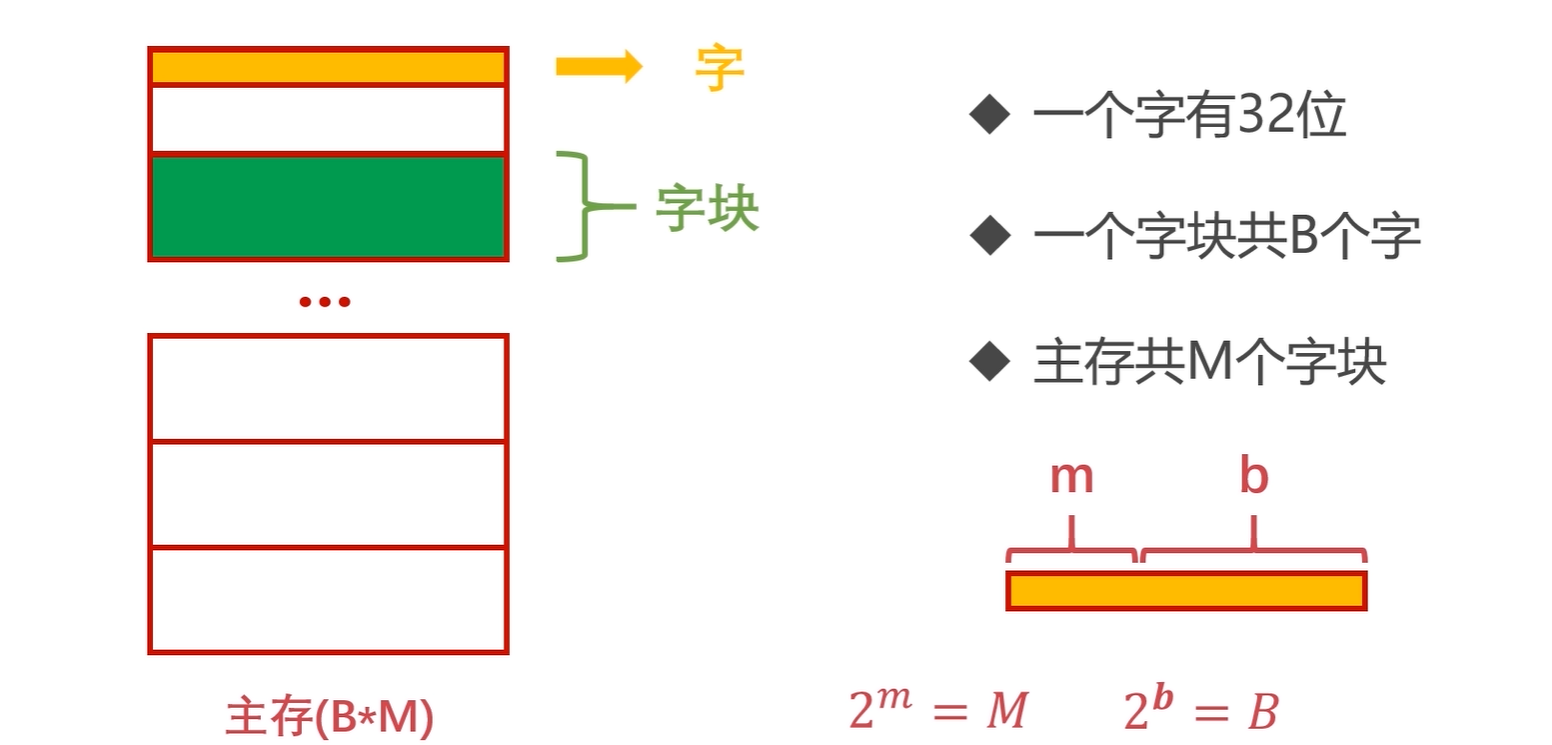 字
字块
...
主存(B*M)
◆ 一个字有32位
◆ 一个字块共B个字
◆ 主存共M个字块
m b
2^m = M 2^b = B